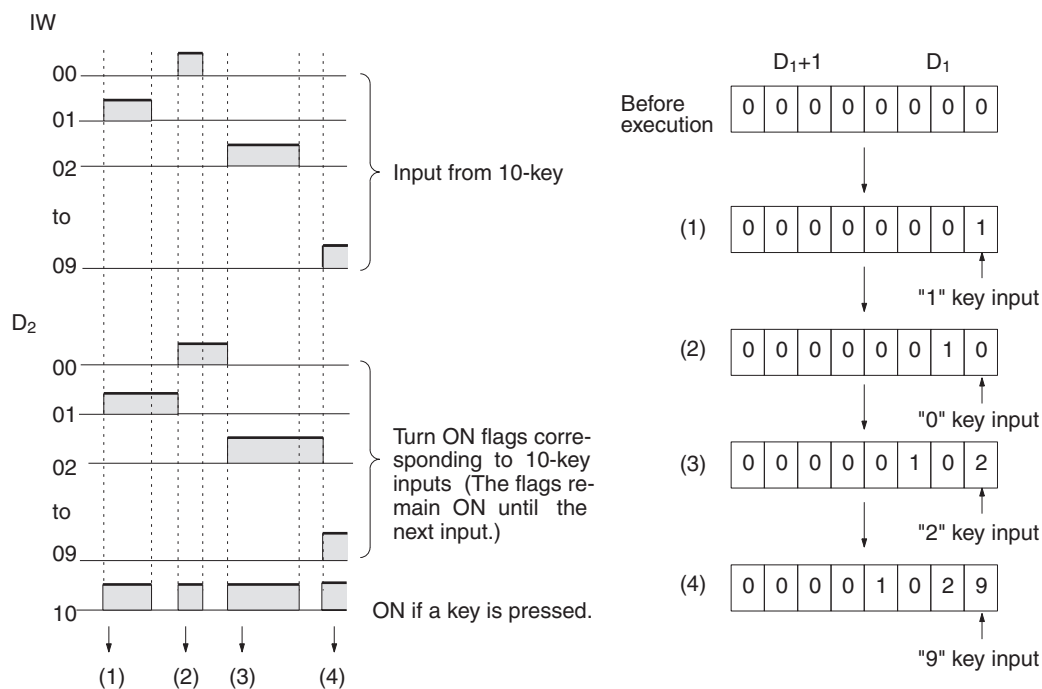 IW
00
01
02
to
09
Input from 10-key
D2
00
01
02
to
09
10
Turn ON flags corre-
sponding to 10-key
inputs (The flags re-
main ON until the
next input.)
ON if a key is pressed.
(1) (2) (3) (4)
D1+1 D1
Before
execution
0 0 0 0 0 0 0 0
(1) 0 0 0 0 0 0 0 1
"1" key input
(2) 0 0 0 0 0 0 1 0
"0" key input
(3) 0 0 0 0 0 1 0 2
"2" key input
(4) 0 0 0 0 1 0 2 9
"9" key input